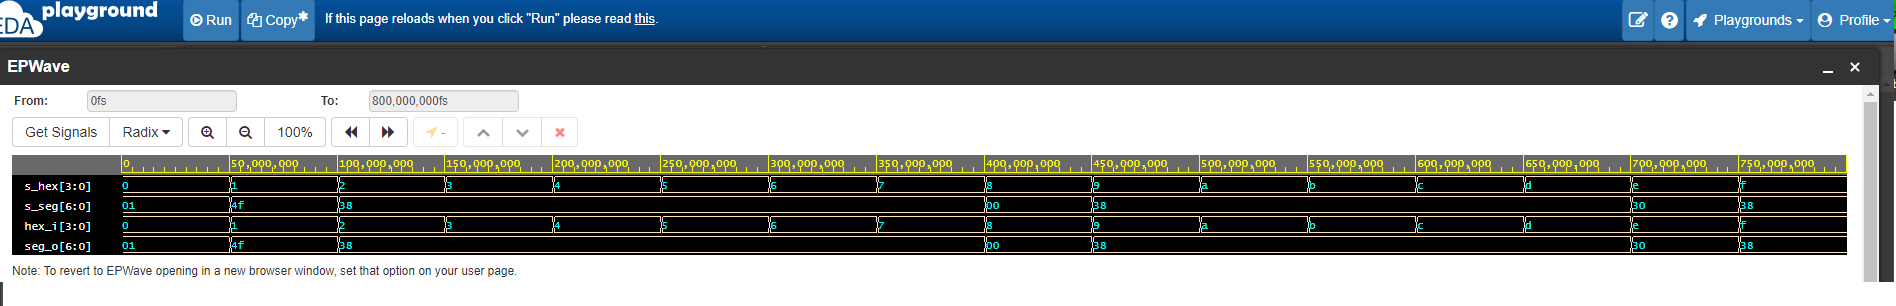 EDA playground Run Copy✱ If this page reloads when you click "Run" please read this. Playgrounds Profile
EPWave
From: 0fs To: 800,000,000fs
Get Signals Radix 100% -
0 50,000,000 100,000,000 150,000,000 200,000,000 250,000,000 300,000,000 350,000,000 400,000,000 450,000,000 500,000,000 550,000,000 600,000,000 650,000,000 700,000,000 750,000,000
s_hex[3:0] 0 1 2 3 4 5 6 7 8 9 a b c d e f
s_seg[6:0] 01 4f 38 00 38 30 38
hex_i[3:0] 0 1 2 3 4 5 6 7 8 9 a b c d e f
seg_o[6:0] 01 4f 38 00 38 30 38
Note: To revert to EPWave opening in a new browser window, set that option on your user page.